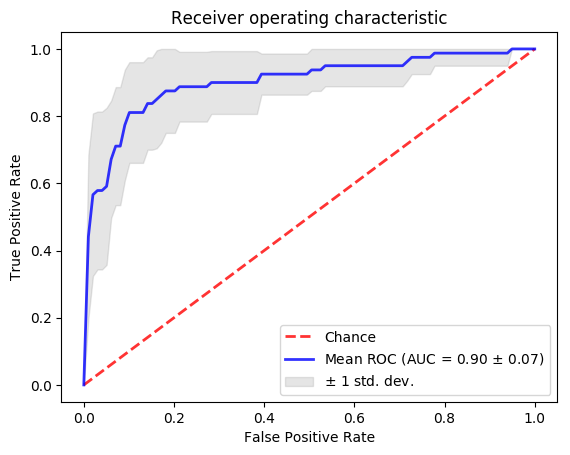 Receiver operating characteristic
True Positive Rate
1.0
0.8
0.6
0.4
0.2
0.0
Chance
Mean ROC (AUC = 0.90 ± 0.07)
± 1 std. dev.
0.0 0.2 0.4 0.6 0.8 1.0
False Positive Rate